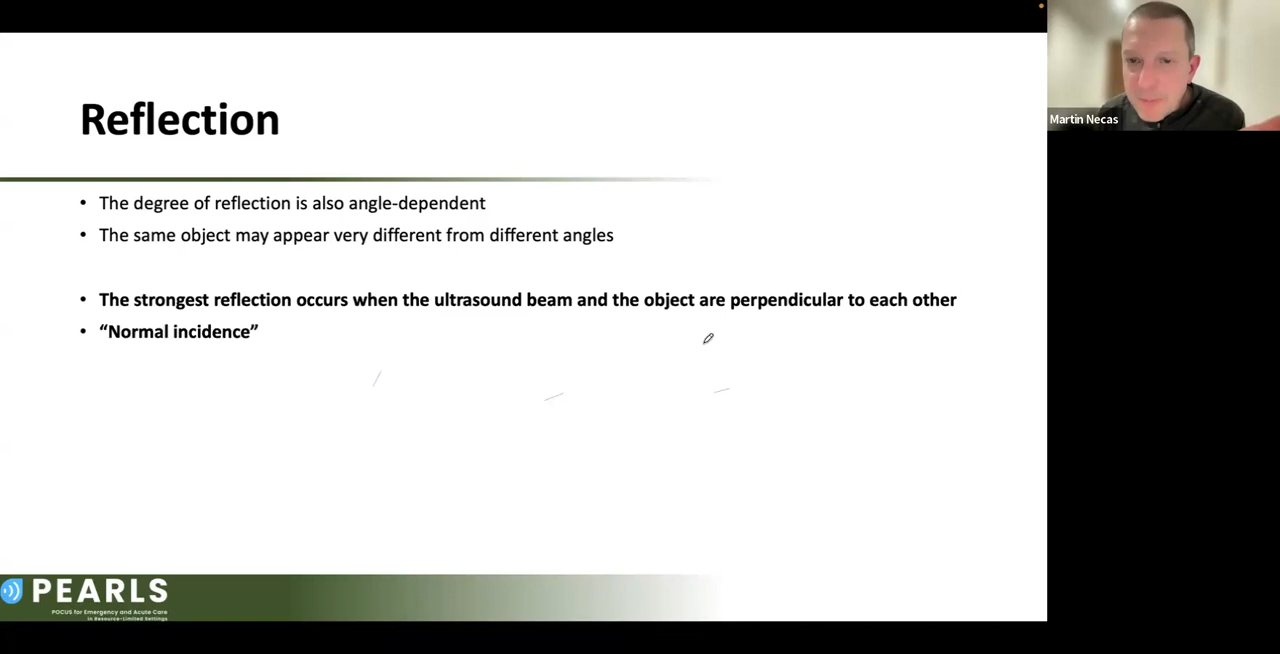 Reflection
• The degree of reflection is also angle-dependent
• The same object may appear very different from different angles
• The strongest reflection occurs when the ultrasound beam and the object are perpendicular to each other
• “Normal incidence”
Martin Necas
PEARLS
POCUS for Emergency and Acute Care
in Resource-Limited Settings